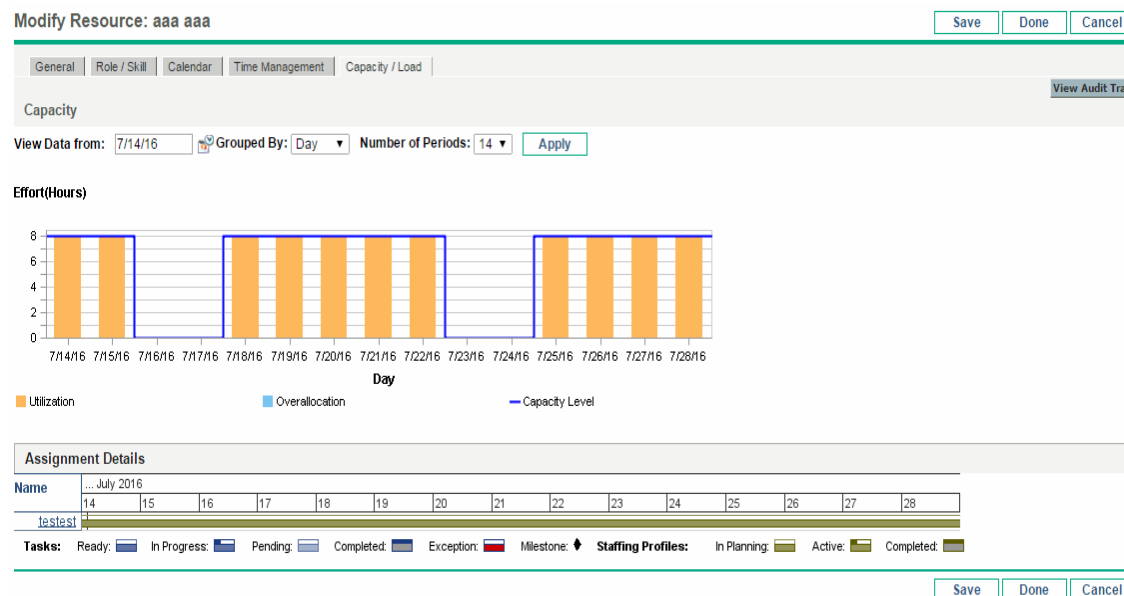 Modify Resource: aaa aaa
Save Done Cancel
General Role / Skill Calendar Time Management Capacity / Load
View Audit Tra
Capacity
View Data from: 7/14/16 Grouped By: Day Number of Periods: 14 Apply
Effort(Hours)
8
6
4
2
0
7/14/16 7/15/16 7/16/16 7/17/16 7/18/16 7/19/16 7/20/16 7/21/16 7/22/16 7/23/16 7/24/16 7/25/16 7/26/16 7/27/16 7/28/16
Day
Utilization Overallocation Capacity Level
Assignment Details
Name ... July 2016
14 15 16 17 18 19 20 21 22 23 24 25 26 27 28
testest
Tasks: Ready: In Progress: Pending: Completed: Exception: Milestone: Staffing Profiles: In Planning: Active: Completed:
Save Done Cancel